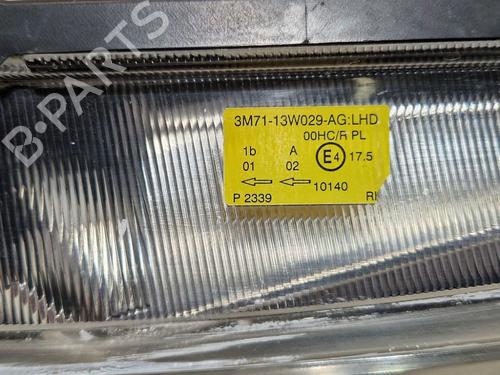 B-PARTS
3M71-13W029-AG:LHD
00HC/R PL
1b A E4 17.5
01 02
10140
P 2339 RI